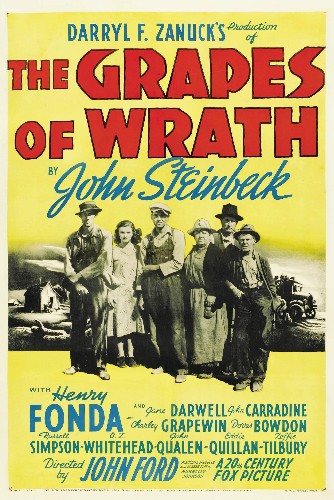 DARRYL F. ZANUCK'S Production of
THE GRAPES
OF WRATH
BY John Steinbeck
WITH Henry FONDA
AND Jane DARWELL John CARRADINE
Charley GRAPEWIN Doris BOWDON
Russell SIMPSON - O.Z. WHITEHEAD - John QUALEN - Eddie QUILLAN - Zeffie TILBURY
Directed by JOHN FORD
A 20th CENTURY
FOX PICTURE